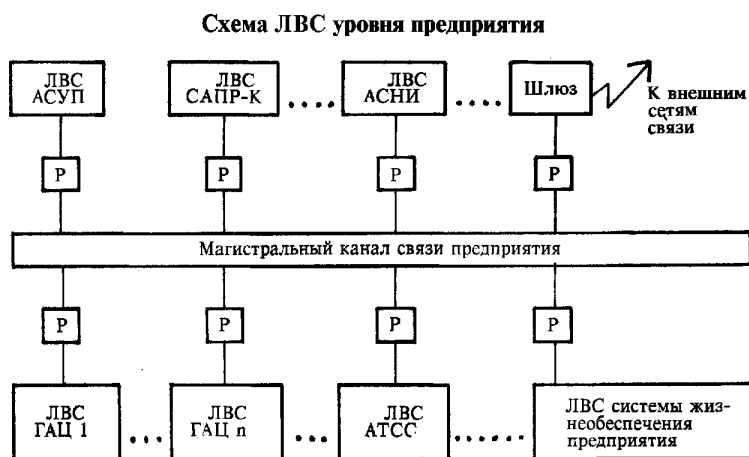 Схема ЛВС уровня предприятия
ЛВС
АСУП
ЛВС
САПР-К
ЛВС
АСНИ
Шлюз
К внешним
сетям
связи
Р
Р
Р
Р
Магистральный канал связи предприятия
Р
Р
Р
Р
ЛВС
ГАЦ 1
ЛВС
ГАЦ n
ЛВС
АТСС
ЛВС системы жиз-
необеспечения
предприятия